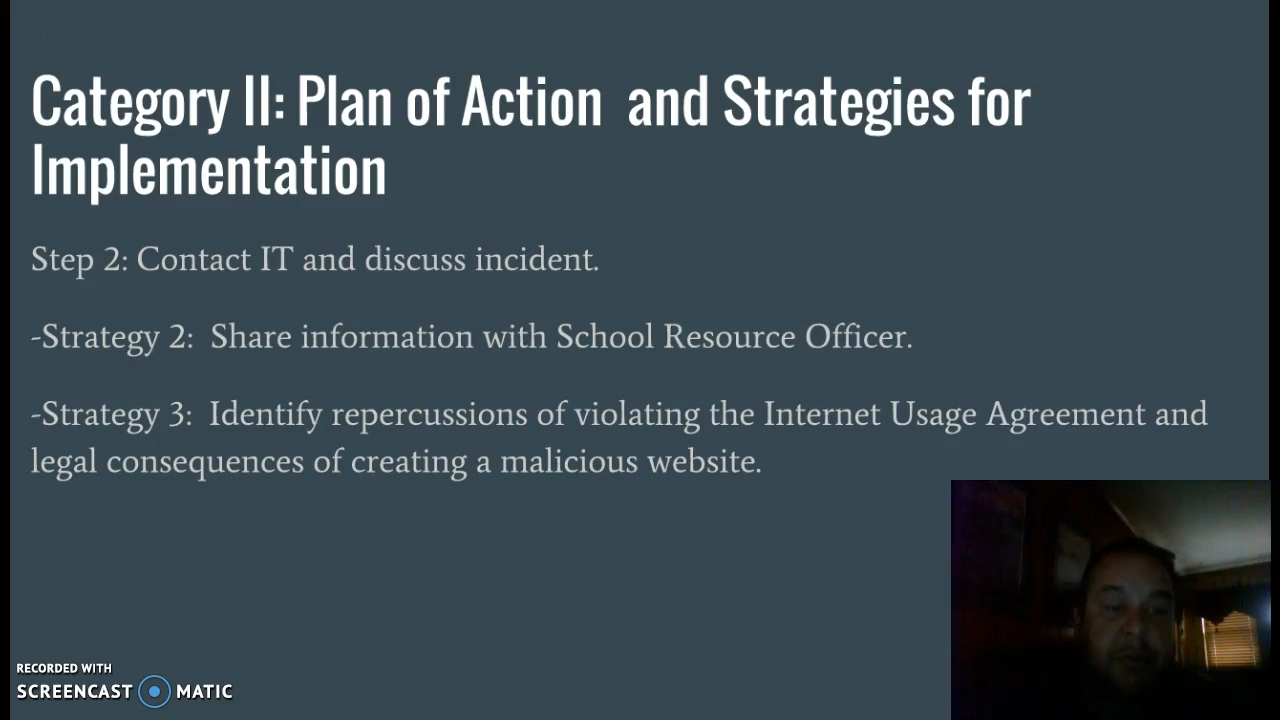 Category II: Plan of Action  and Strategies for
Implementation
Step 2: Contact IT and discuss incident.
-Strategy 2:  Share information with School Resource Officer.
-Strategy 3:  Identify repercussions of violating the Internet Usage Agreement and
legal consequences of creating a malicious website.
RECORDED WITH
SCREENCAST MATIC